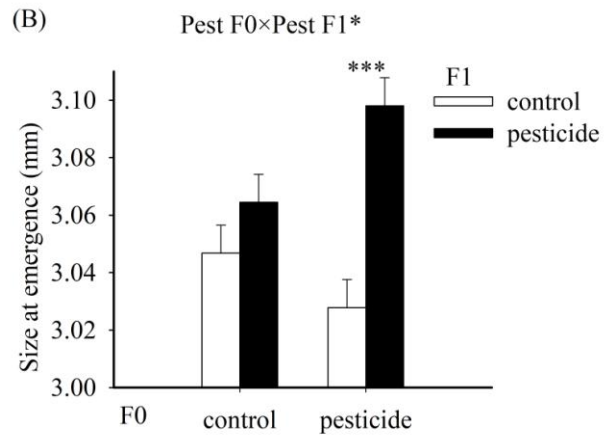 (B)
Pest F0×Pest F1*
***
F1
control
pesticide
Size at emergence (mm)
3.10
3.08
3.06
3.04
3.02
3.00
F0 control pesticide